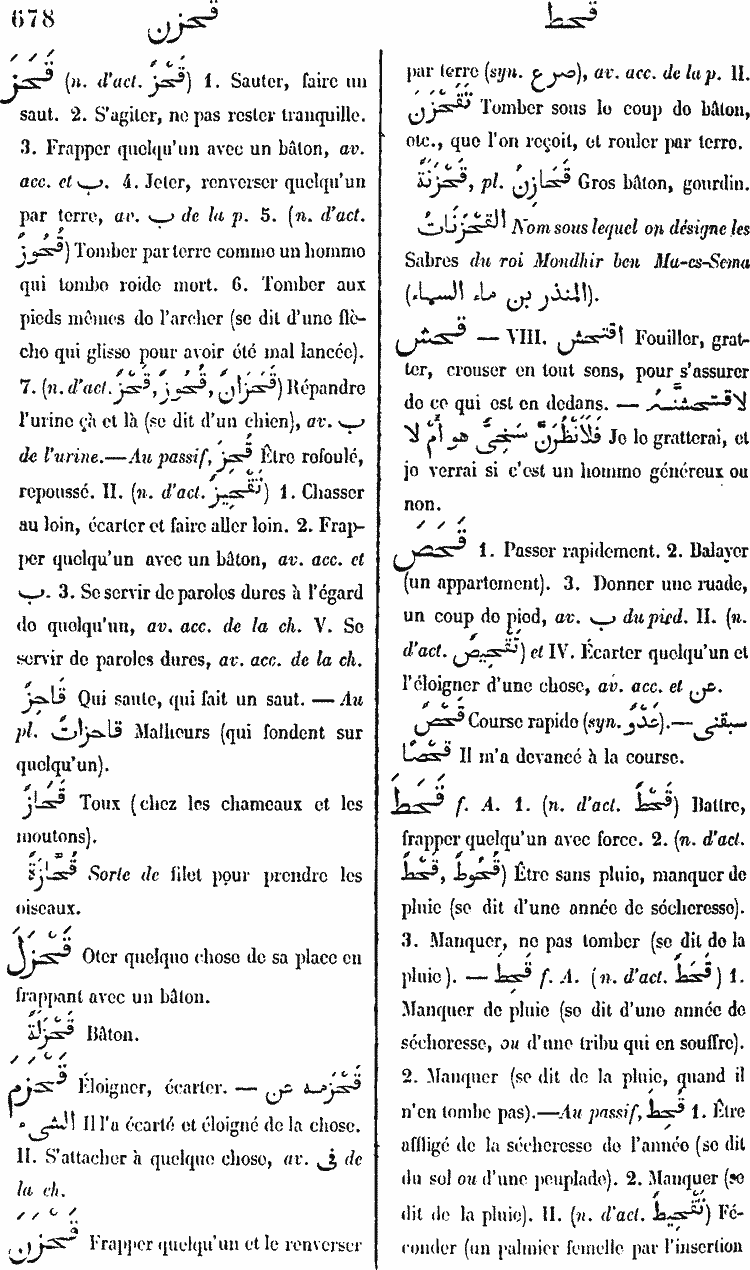 678
قحزن
قحط
قَحَزَ (n. d'act. قَحْزٌ) 1. Sauter, faire un
saut. 2. S'agiter, ne pas rester tranquille.
3. Frapper quelqu'un avec un bâton, av.
acc. et ب. 4. Jeter, renverser quelqu'un
par terre, av. ب de la p. 5. (n. d'act.
قُحُوزٌ) Tomber par terre comme un homme
qui tombe roide mort. 6. Tomber aux
pieds mêmes de l'archer (se dit d'une flè-
che qui glisse pour avoir été mal lancée).
7. (n. d'act. قَحْزٌ, قُحُوزٌ, قَحَزَانٌ) Répandre
l'urine çà et là (se dit d'un chien), av. ب
de l'urine.—Au passif, قُحِزَ Être refoulé,
repoussé. II. (n. d'act. تَقْحِيزٌ) 1. Chasser
au loin, écarter et faire aller loin. 2. Frap-
per quelqu'un avec un bâton, av. acc. et
ب. 3. Se servir de paroles dures à l'égard
de quelqu'un, av. acc. de la ch. V. Se
servir de paroles dures, av. acc. de la ch.
قَاحِزٌ Qui saute, qui fait un saut. — Au
pl. قَاحِزَاتٌ Malheurs (qui fondent sur
quelqu'un).
قُحَازٌ Toux (chez les chameaux et les
moutons).
قُحَّازَةٌ Sorte de filet pour prendre les
oiseaux.
قَحْزَلَ Oter quelque chose de sa place en
frappant avec un bâton.
قَحْزَلَةٌ Bâton.
قَحْزَمَ Éloigner, écarter. — قَحْزَمه عن
الشىء Il l'a écarté et éloigné de la chose.
II. S'attacher à quelque chose, av. فى de
la ch.
قَحْزَنَ Frapper quelqu'un et le renverser
par terre (syn. صرع), av. acc. de la p. II.
تَقَحْزَنَ Tomber sous le coup de bâton,
etc., que l'on reçoit, et rouler par terre.
قَحْزَنَةٌ, pl. قَحَازِنُ Gros bâton, gourdin.
القَحْزَنَاتُ Nom sous lequel on désigne les
Sabres du roi Mondhir ben Ma-es-Sema
(المنذر بن ماء السماء).
قحش — VIII. اقتحش Fouiller, grat-
ter, creuser en tout sens, pour s'assurer
de ce qui est en dedans. — لاقتحشنّه
فَلَأَنْظُرَنَّ سَخِىٌّ هو أَمْ لا Je le gratterai, et
je verrai si c'est un homme généreux ou
non.
قَحَصَ 1. Passer rapidement. 2. Balayer
(un appartement). 3. Donner une ruade,
un coup de pied, av. ب du pied. II. (n.
d'act. تَقْحِيصٌ) et IV. Écarter quelqu'un et
l'éloigner d'une chose, av. acc. et عن.
قَحْصٌ Course rapide (syn. عَدْوٌ).— سبقنى
قَحْصًا Il m'a devancé à la course.
قَحَطَ f. A. 1. (n. d'act. قَحْطٌ) Battre,
frapper quelqu'un avec force. 2. (n. d'act.
قَحْطٌ, قُحُوطٌ) Être sans pluie, manquer de
pluie (se dit d'une année de sécheresse).
3. Manquer, ne pas tomber (se dit de la
pluie). — قَحِطَ f. A. (n. d'act. قَحَطٌ) 1.
Manquer de pluie (se dit d'une année de
sécheresse, ou d'une tribu qui en souffre).
2. Manquer (se dit de la pluie, quand il
n'en tombe pas).—Au passif, قُحِطَ 1. Être
affligé de la sécheresse de l'année (se dit
du sol ou d'une peuplade). 2. Manquer (se
dit de la pluie). II. (n. d'act. تَقْحِيطٌ) Fé-
conder (un palmier femelle par l'insertion